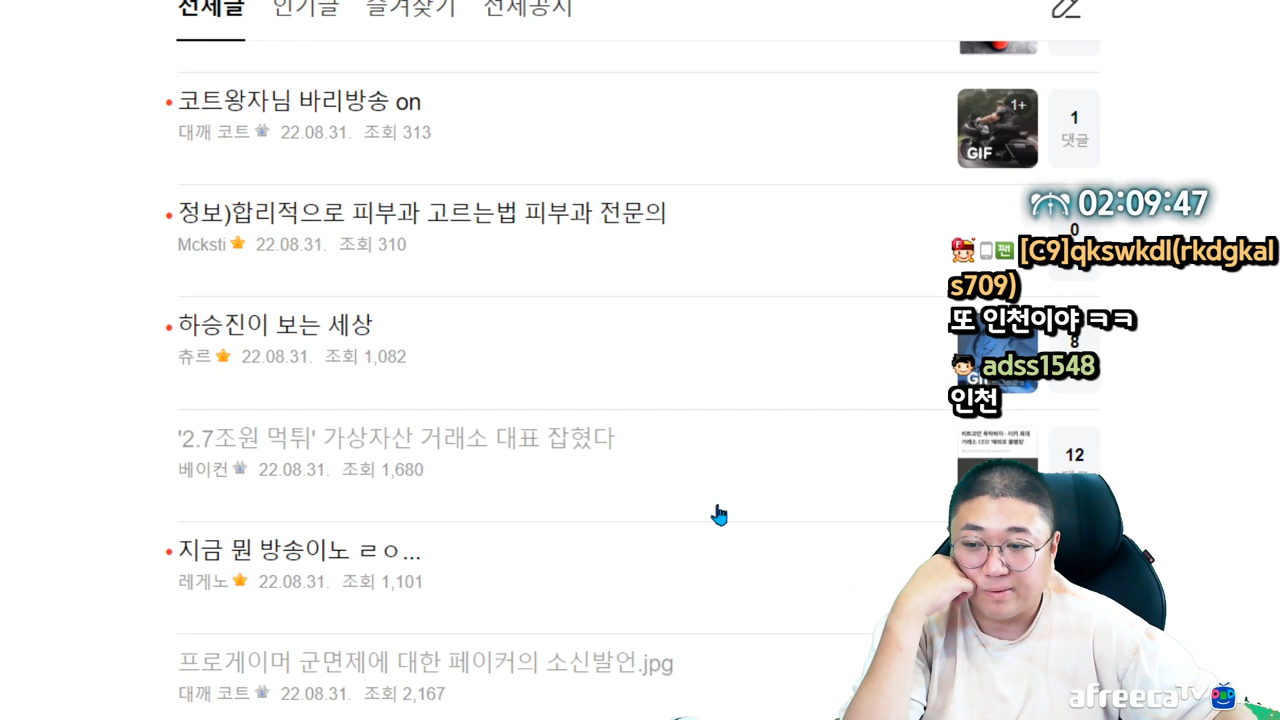 전체글 인기글 즐겨찾기 전체공지
코트왕자님 바리방송 on
대깨 코트 22.08.31. 조회 313
1+
GIF
1
댓글
정보)합리적으로 피부과 고르는법 피부과 전문의
Mcksti 22.08.31. 조회 310
0
02:09:47
팬 [C9]qkswkdl(rkdgkal
s709)
또 인천이야 ㅋㅋ
adss1548
인천
하승진이 보는 세상
츄르 22.08.31. 조회 1,082
8
'2.7조원 먹튀' 가상자산 거래소 대표 잡혔다
베이컨 22.08.31. 조회 1,680
12
지금 뭔 방송이노 ㄹㅇ...
레게노 22.08.31. 조회 1,101
프로게이머 군면제에 대한 페이커의 소신발언.jpg
대깨 코트 22.08.31. 조회 2,167
afreecaTV